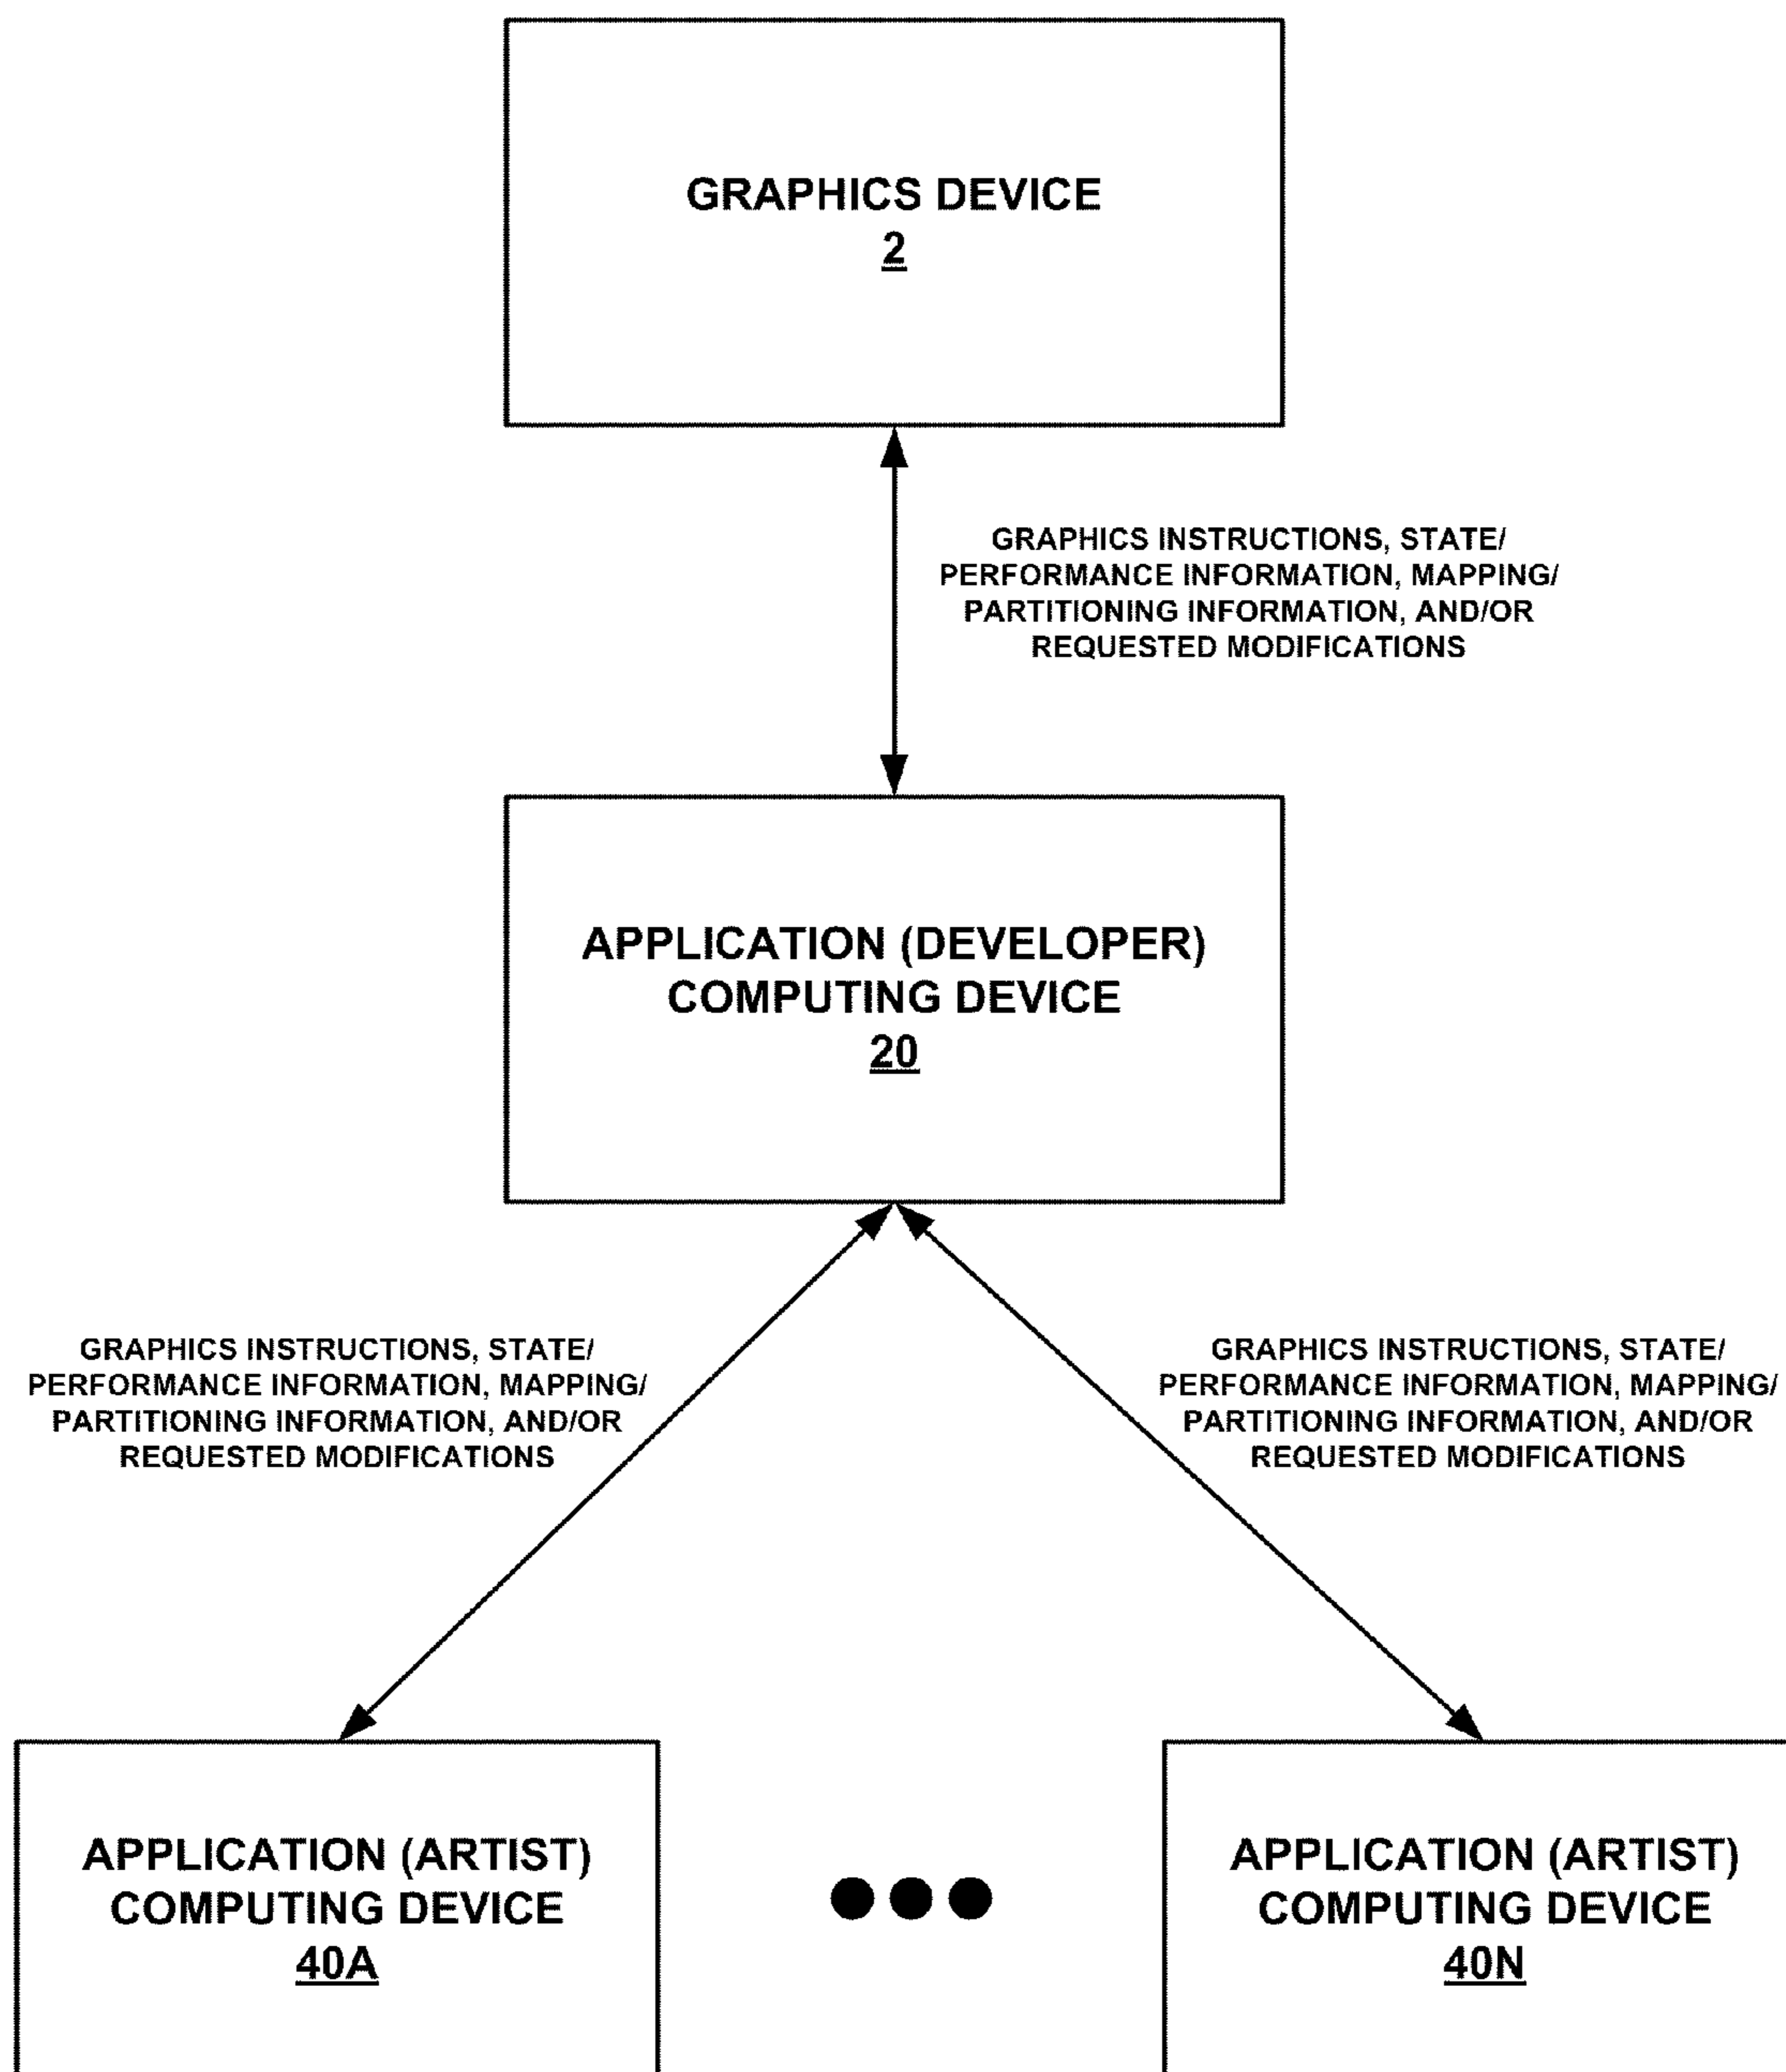 GRAPHICS DEVICE
2
GRAPHICS INSTRUCTIONS, STATE/
PERFORMANCE INFORMATION, MAPPING/
PARTITIONING INFORMATION, AND/OR
REQUESTED MODIFICATIONS
APPLICATION (DEVELOPER)
COMPUTING DEVICE
20
GRAPHICS INSTRUCTIONS, STATE/
PERFORMANCE INFORMATION, MAPPING/
PARTITIONING INFORMATION, AND/OR
REQUESTED MODIFICATIONS
GRAPHICS INSTRUCTIONS, STATE/
PERFORMANCE INFORMATION, MAPPING/
PARTITIONING INFORMATION, AND/OR
REQUESTED MODIFICATIONS
APPLICATION (ARTIST)
COMPUTING DEVICE
40A
APPLICATION (ARTIST)
COMPUTING DEVICE
40N